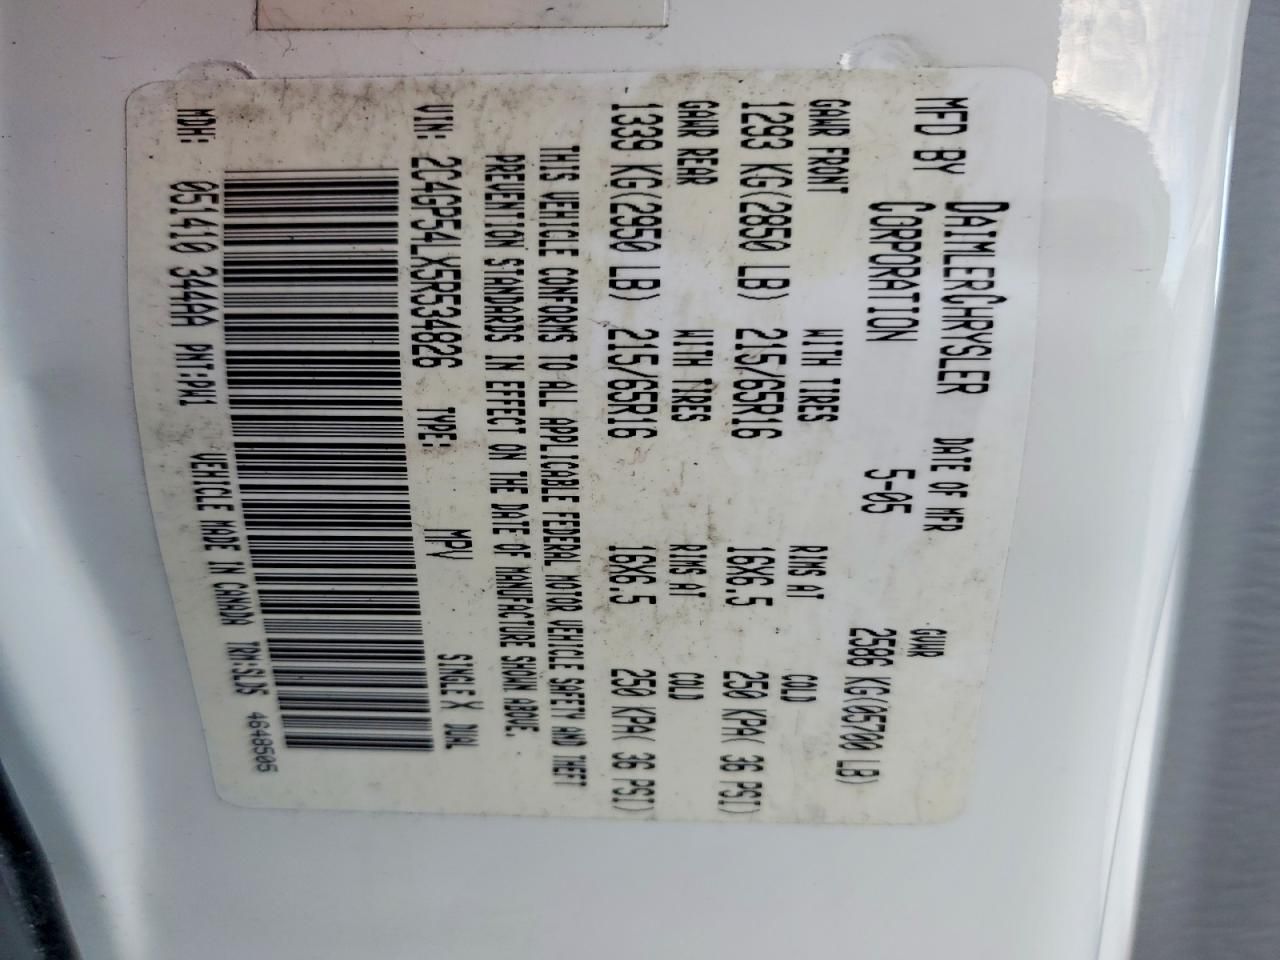 MFD BY DAIMLERCHRYSLER DATE OF MFR GVWR
CORPORATION 5-05 2586 KG(05700 LB)
GAWR FRONT WITH TIRES RIMS AT COLD
1293 KG(2850 LB) 215/65R16 16X6.5 250 KPA( 36 PSI)
GAWR REAR WITH TIRES RIMS AT COLD
1339 KG(2950 LB) 215/65R16 16X6.5 250 KPA( 36 PSI)
THIS VEHICLE CONFORMS TO ALL APPLICABLE FEDERAL MOTOR VEHICLE SAFETY AND THEFT
PREVENTION STANDARDS IN EFFECT ON THE DATE OF MANUFACTURE SHOWN ABOVE.
VIN: 2C4GP54LX5R534826 TYPE: MPV SINGLE X DUAL
MDH: 051410 344AA PNT:PW1 VEHICLE MADE IN CANADA TRM:SLJ5 4648505